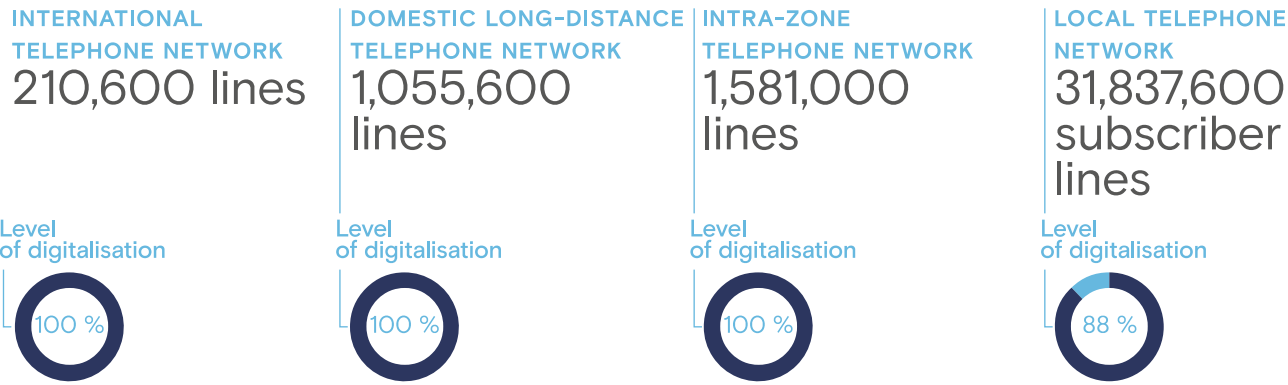 INTERNATIONAL
TELEPHONE NETWORK
210,600 lines
Level
of digitalisation
100 %
DOMESTIC LONG-DISTANCE
TELEPHONE NETWORK
1,055,600
lines
Level
of digitalisation
100 %
INTRA-ZONE
TELEPHONE NETWORK
1,581,000
lines
Level
of digitalisation
100 %
LOCAL TELEPHONE
NETWORK
31,837,600
subscriber
lines
Level
of digitalisation
88 %